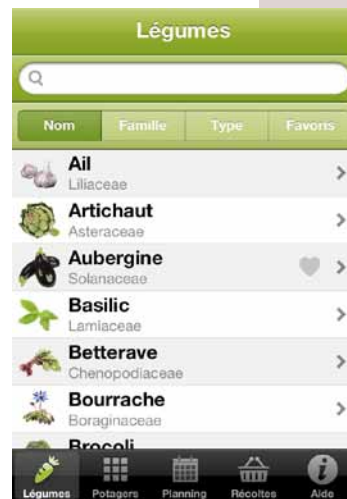 Légumes
Nom Famille Type Favoris
Ail
Liliaceae
Artichaut
Asteraceae
Aubergine
Solanaceae
Basilic
Lamiaceae
Betterave
Chenopodiaceae
Bourrache
Boraginaceae
Brocoli
Légumes Potagers Planning Récoltes Aide